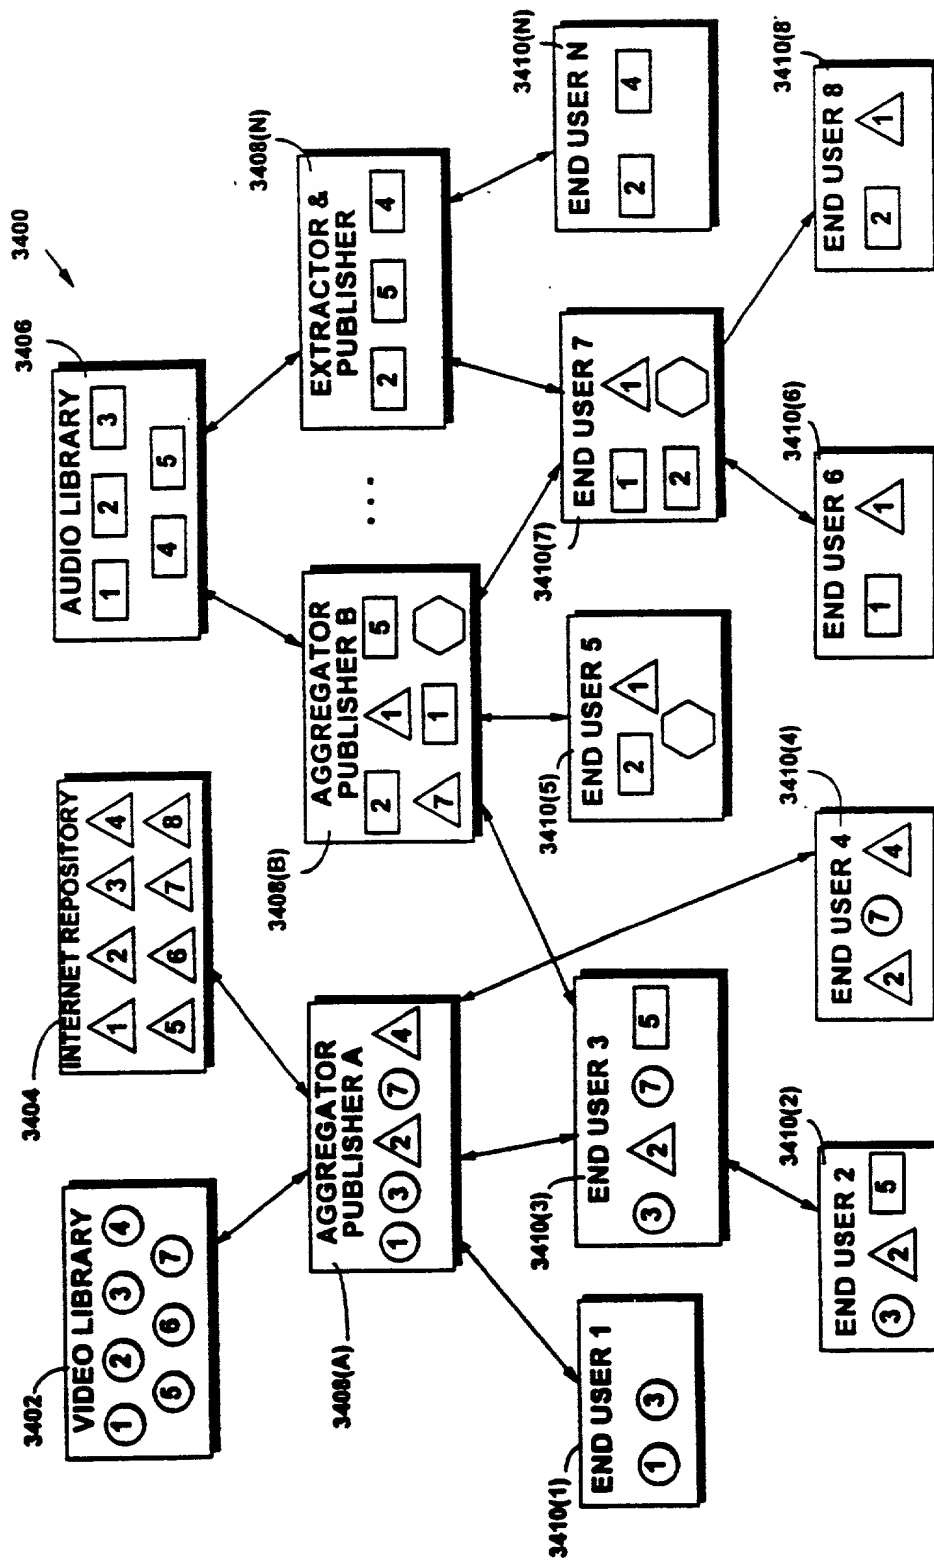 3400
3402
VIDEO LIBRARY
1 2 3 4
5 6 7
3404
INTERNET REPOSITORY
1 2 3 4
5 6 7 8
3406
AUDIO LIBRARY
1 2 3
4 5
3408(A)
AGGREGATOR
PUBLISHER A
1 3 2 7 4
3408(B)
AGGREGATOR
PUBLISHER B
2 1 5
7 1
...
3408(N)
EXTRACTOR &
PUBLISHER
2 5 4
3410(1)
END USER 1
1 3
3410(3)
END USER 3
3 2 7 5
3410(5)
END USER 5
2 1
3410(7)
END USER 7
1 1
2
3410(N)
END USER N
2 4
3410(2)
END USER 2
3 2 5
3410(4)
END USER 4
2 7 4
3410(6)
END USER 6
1 1
3410(8
END USER 8
2 1